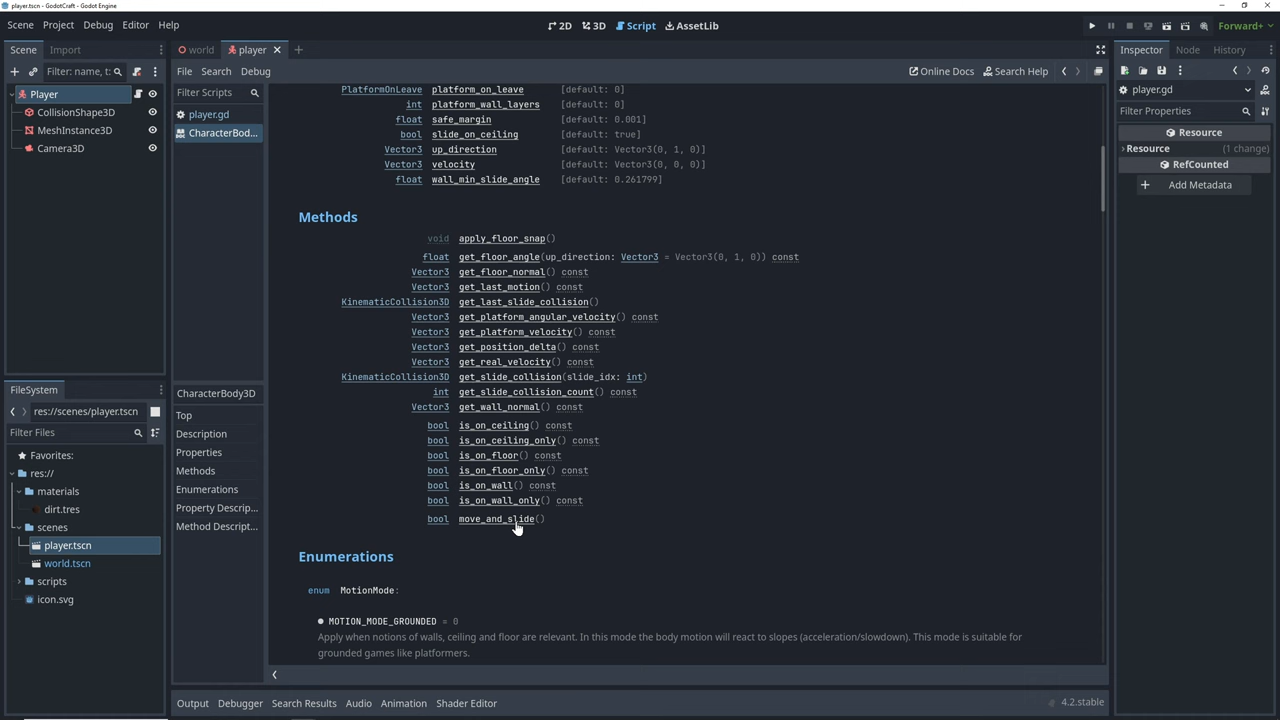 player.tscn - GodotCraft - Godot Engine
Scene Project Debug Editor Help
2D 3D Script AssetLib
Forward+
Scene Import
world player
Inspector Node History
Filter: name, t:
File Search Debug
Online Docs Search Help
Player
CollisionShape3D
MeshInstance3D
Camera3D
Filter Scripts
player.gd
CharacterBod...
PlatformOnLeave platform_on_leave [default: 0]
int platform_wall_layers [default: 0]
float safe_margin [default: 0.001]
bool slide_on_ceiling [default: true]
Vector3 up_direction [default: Vector3(0, 1, 0)]
Vector3 velocity [default: Vector3(0, 0, 0)]
float wall_min_slide_angle [default: 0.261799]
Methods
void apply_floor_snap()
float get_floor_angle(up_direction: Vector3 = Vector3(0, 1, 0)) const
Vector3 get_floor_normal() const
Vector3 get_last_motion() const
KinematicCollision3D get_last_slide_collision()
Vector3 get_platform_angular_velocity() const
Vector3 get_platform_velocity() const
Vector3 get_position_delta() const
Vector3 get_real_velocity() const
KinematicCollision3D get_slide_collision(slide_idx: int)
int get_slide_collision_count() const
Vector3 get_wall_normal() const
bool is_on_ceiling() const
bool is_on_ceiling_only() const
bool is_on_floor() const
bool is_on_floor_only() const
bool is_on_wall() const
bool is_on_wall_only() const
bool move_and_slide()
Enumerations
enum MotionMode:
MOTION_MODE_GROUNDED = 0
Apply when notions of walls, ceiling and floor are relevant. In this mode the body motion will react to slopes (acceleration/slowdown). This mode is suitable for
grounded games like platformers.
CharacterBody3D
Top
Description
Properties
Methods
Enumerations
Property Descrip...
Method Descript...
FileSystem
res://scenes/player.tscn
Filter Files
Favorites:
res://
materials
dirt.tres
scenes
player.tscn
world.tscn
scripts
icon.svg
player.gd
Filter Properties
Resource
Resource (1 change)
RefCounted
Add Metadata
Output Debugger Search Results Audio Animation Shader Editor
4.2.stable